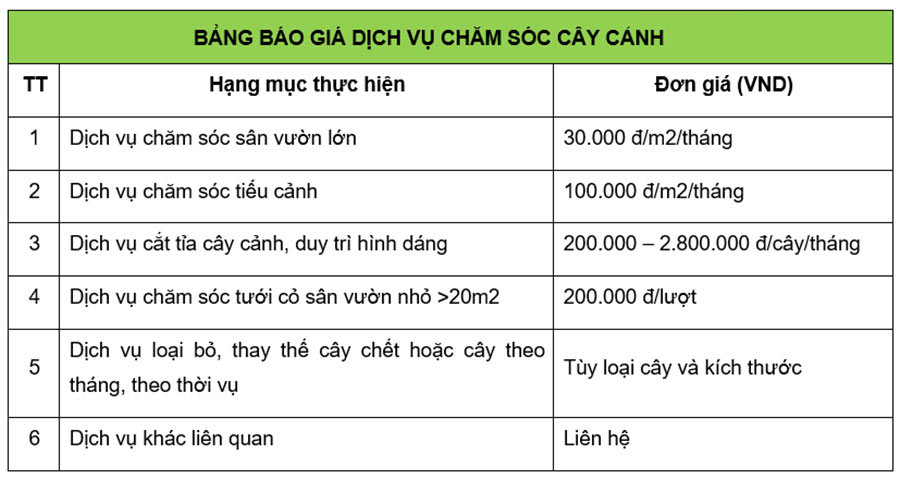 BẢNG BÁO GIÁ DỊCH VỤ CHĂM SÓC CÂY CẢNH
TT Hạng mục thực hiện Đơn giá (VND)
1 Dịch vụ chăm sóc sân vườn lớn 30.000 đ/m2/tháng
2 Dịch vụ chăm sóc tiểu cảnh 100.000 đ/m2/tháng
3 Dịch vụ cắt tỉa cây cảnh, duy trì hình dáng 200.000 – 2.800.000 đ/cây/tháng
4 Dịch vụ chăm sóc tưới cỏ sân vườn nhỏ >20m2 200.000 đ/lượt
5 Dịch vụ loại bỏ, thay thế cây chết hoặc cây theo
tháng, theo thời vụ Tùy loại cây và kích thước
6 Dịch vụ khác liên quan Liên hệ